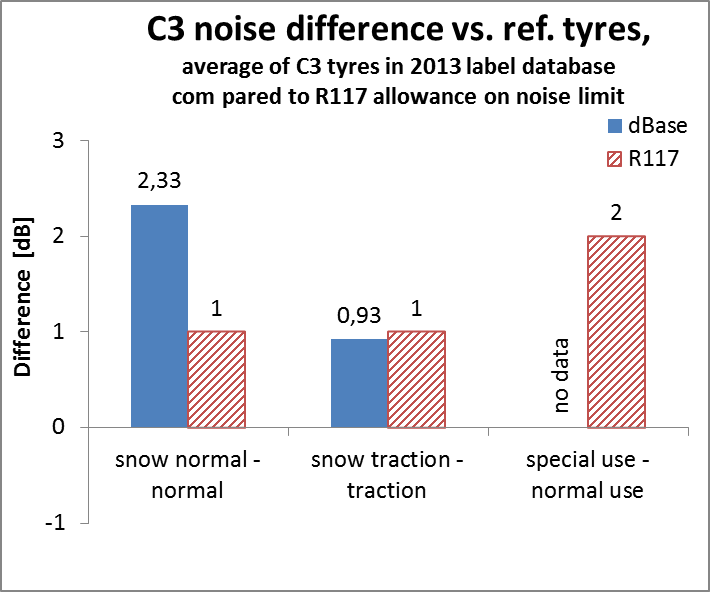 C3 noise difference vs. ref. tyres,
average of C3 tyres in 2013 label database
com pared to R117 allowance on noise limit
dBase
R117
Difference [dB]
3
2
1
0
-1
2,33
1
0,93
1
no data
2
snow normal -
normal
snow traction -
traction
special use -
normal use